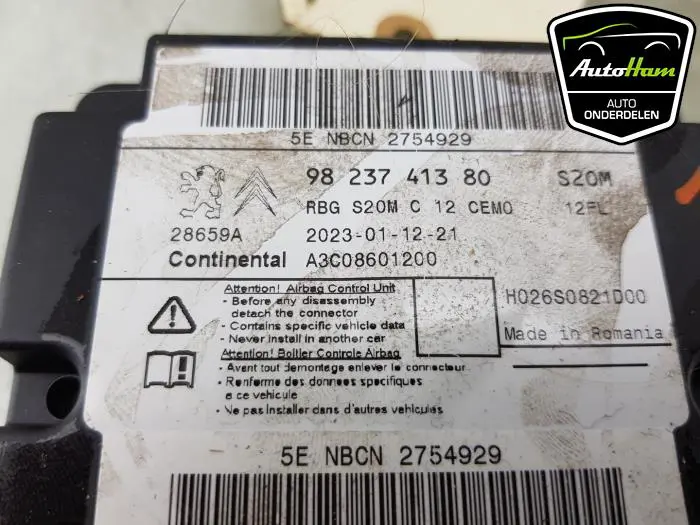 AutoHam
AUTO
ONDERDELEN
5E NBCN 2754929
98 237 413 80 S20M
RBG S20M C 12 CEMO 12FL
28659A 2023-01-12-21
Continental A3C08601200
Attention! Airbag Control Unit
- Before any disassembly
detach the connector
- Contains specific vehicle data
- Never install in another car
Attention! Boîtier Controle Airbag
- Avant tout demontage enlever le connecteur
- Renferme des donnees specifiques
a ce vehicule
- Ne pas installer dans d'autres vehicules
H026S0821D00
Made in Romania
5E NBCN 2754929